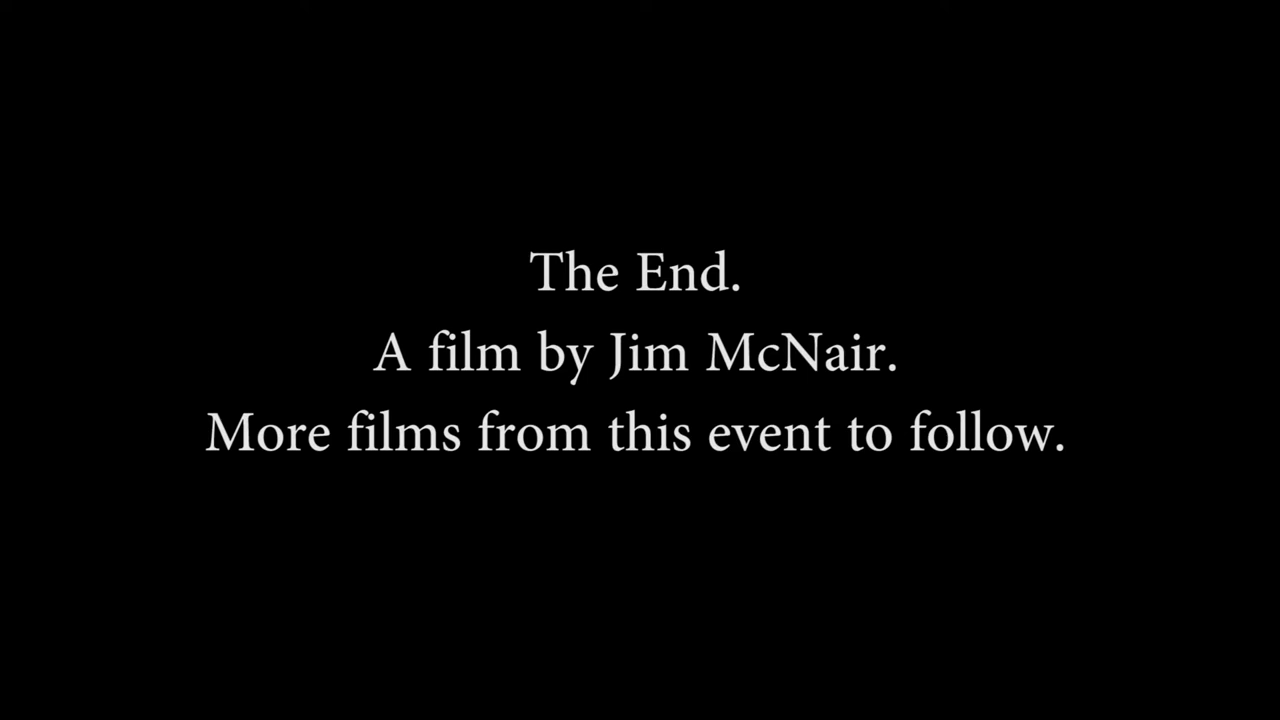 The End.
A film by Jim McNair.
More films from this event to follow.